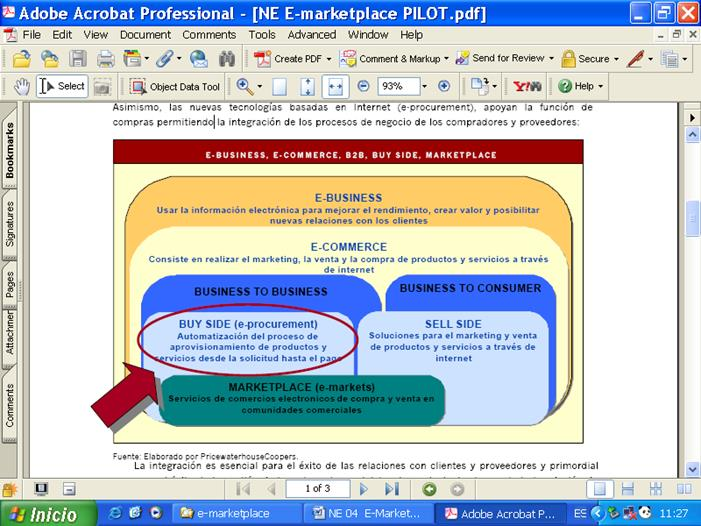 Adobe Acrobat Professional - [NE E-marketplace PILOT.pdf]
File Edit View Document Comments Tools Advanced Window Help
Create PDF Comment & Markup Send for Review Secure
Select Object Data Tool 93% Y! Help
Bookmarks
Signatures
Pages
Attachmen
Comments
Asimismo, las nuevas tecnologías basadas en Internet (e-procurement), apoyan la función de
compras permitiendo la integración de los procesos de negocio de los compradores y proveedores:
E-BUSINESS, E-COMMERCE, B2B, BUY SIDE, MARKETPLACE
E-BUSINESS
Usar la información electrónica para mejorar el rendimiento, crear valor y posibilitar
nuevas relaciones con los clientes
E-COMMERCE
Consiste en realizar el marketing, la venta y la compra de productos y servicios a través
de internet
BUSINESS TO BUSINESS
BUSINESS TO CONSUMER
BUY SIDE (e-procurement)
Automatización del proceso de
aprovisionamiento de productos y
servicios desde la solicitud hasta el pago
SELL SIDE
Soluciones para el marketing y venta
de productos y servicios a través de
internet
MARKETPLACE (e-markets)
Servicios de comercios electronicos de compra y venta en
comunidades comerciales
Fuente: Elaborado por PricewaterhouseCoopers.
La integración es esencial para el éxito de las relaciones con clientes y proveedores y primordial
1 of 3
Inicio e-marketplace NE 04 E-Market... Adobe Acrobat P... ES 11:27